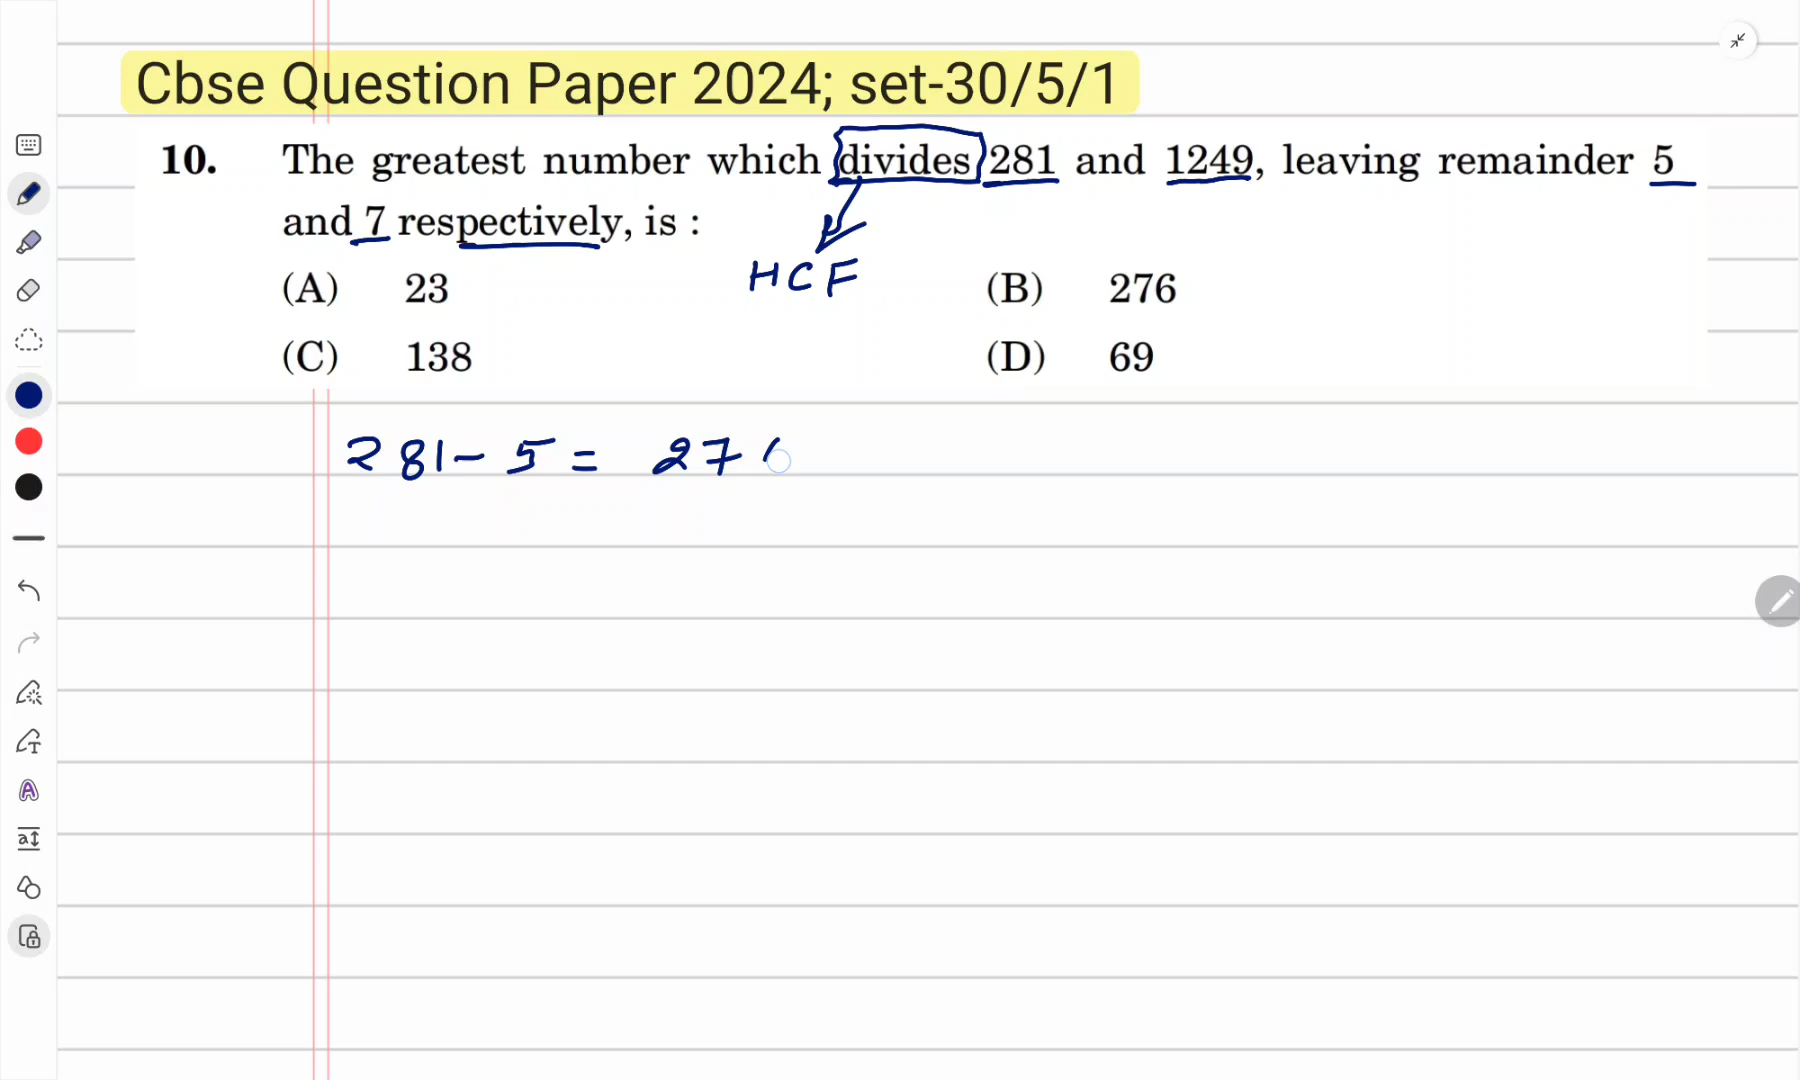 Cbse Question Paper 2024; set-30/5/1
10. The greatest number which divides 281 and 1249, leaving remainder 5
and 7 respectively, is :
HCF
(A) 23 (B) 276
(C) 138 (D) 69
281 - 5 = 27